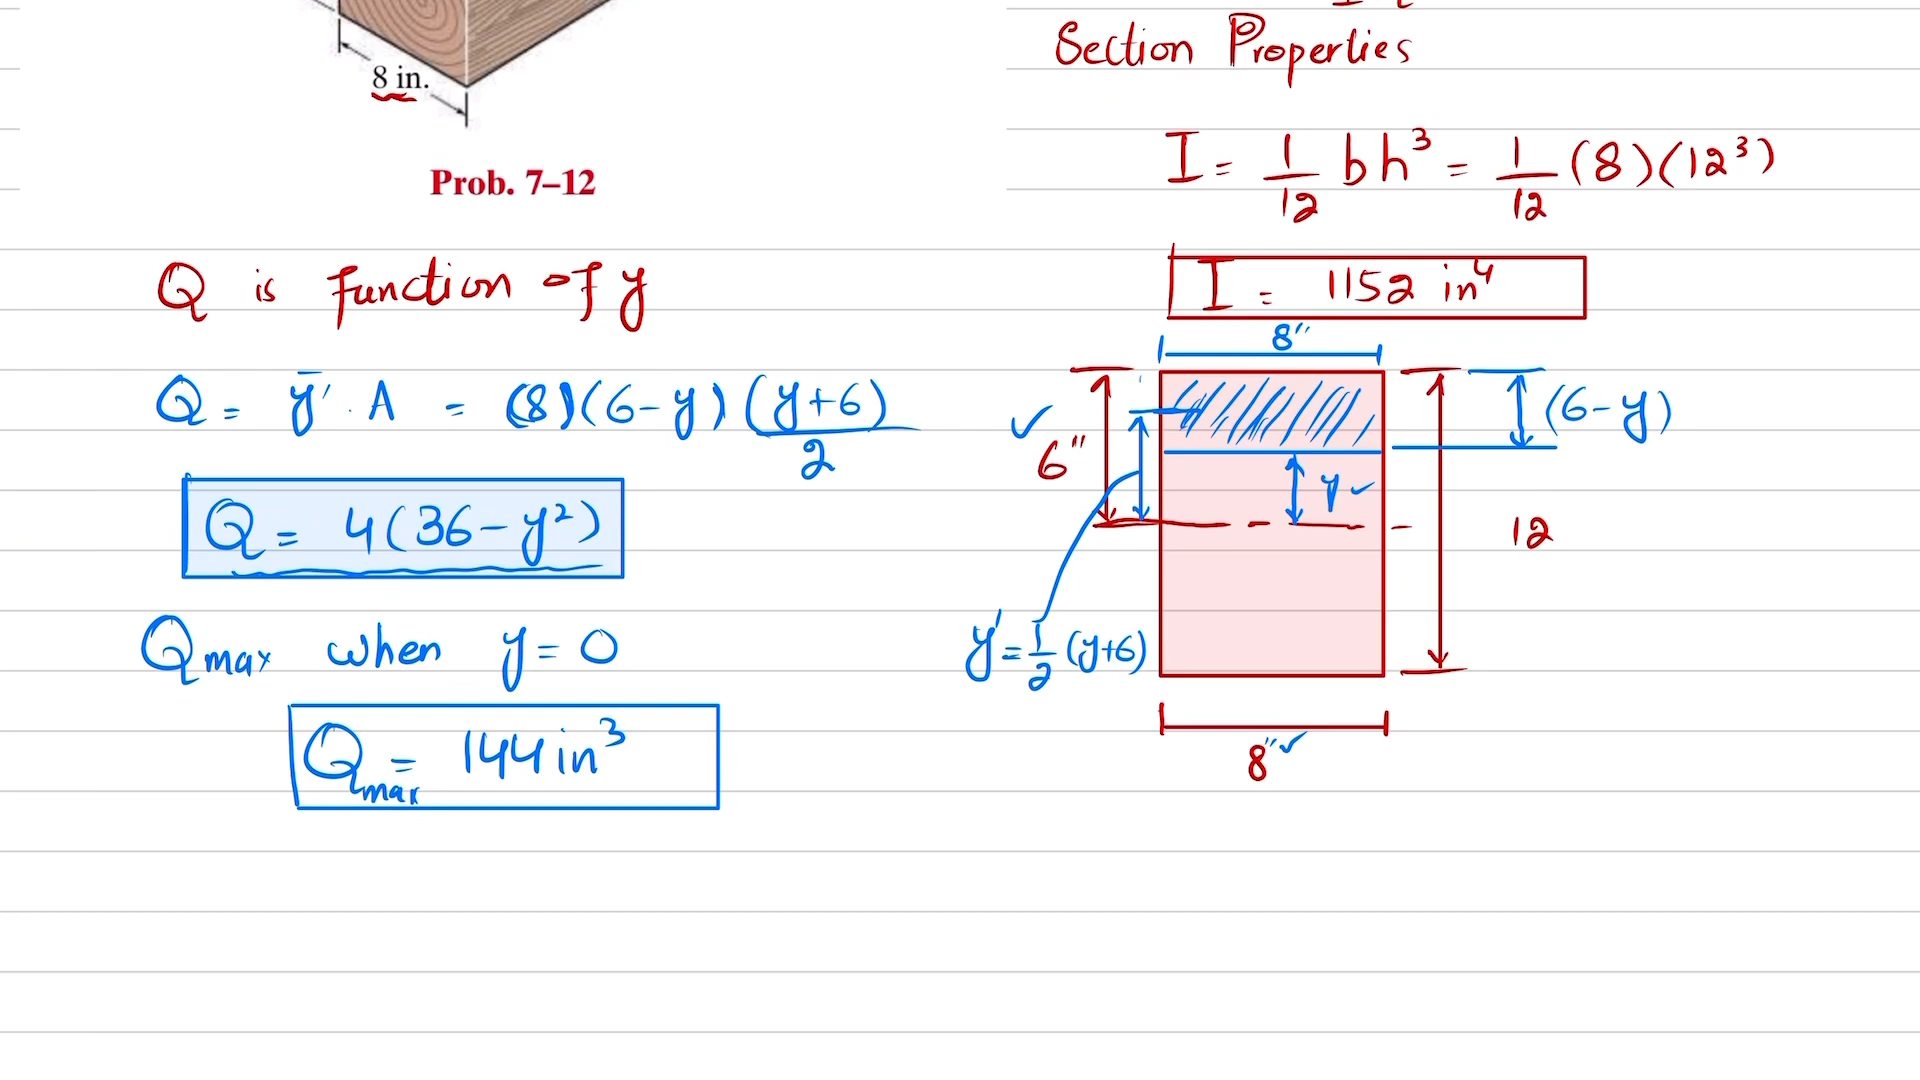 8 in.
Prob. 7–12
Q is function of y
Q = ȳ' · A = (8)(6-y) (y+6)/2
Q = 4(36-y²)
Qmax when y = 0
Qmax = 144 in³
Section Properties
I = 1/12 bh³ = 1/12 (8)(12³)
I = 1152 in⁴
8"
(6-y)
6"
y
12
y' = 1/2 (y+6)
8"